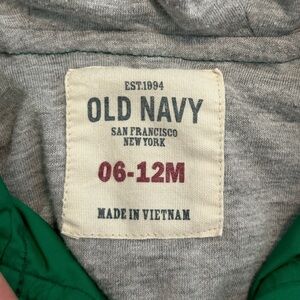 EST.1994
OLD NAVY
SAN FRANCISCO
NEW YORK
06-12M
MADE IN VIETNAM